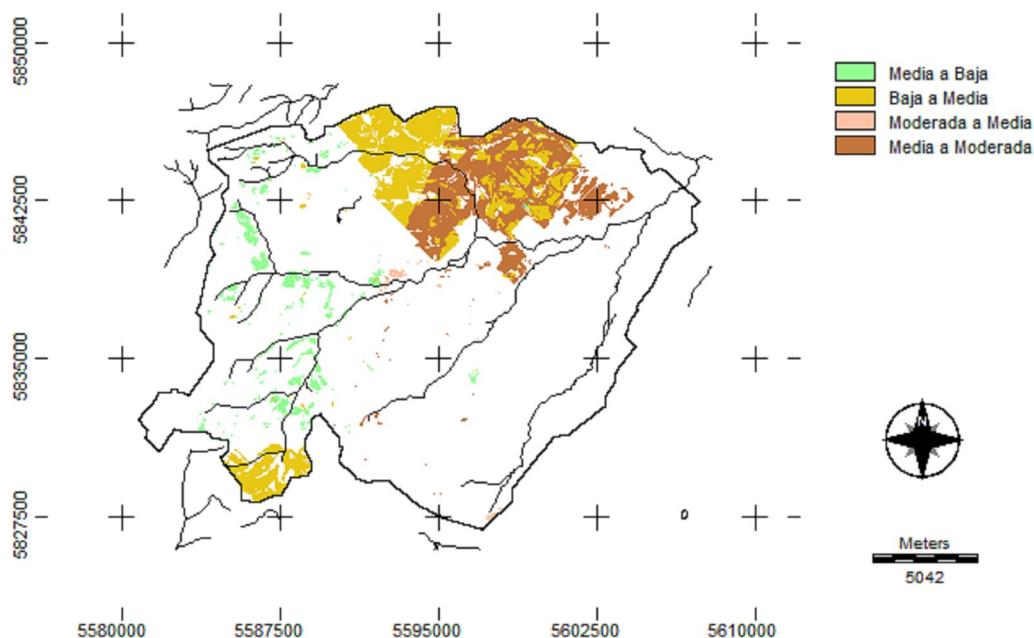 5850000
5842500
5835000
5827500
5580000
5587500
5595000
5602500
5610000
Media a Baja
Baja a Media
Moderada a Media
Media a Moderada
N
Meters
5042